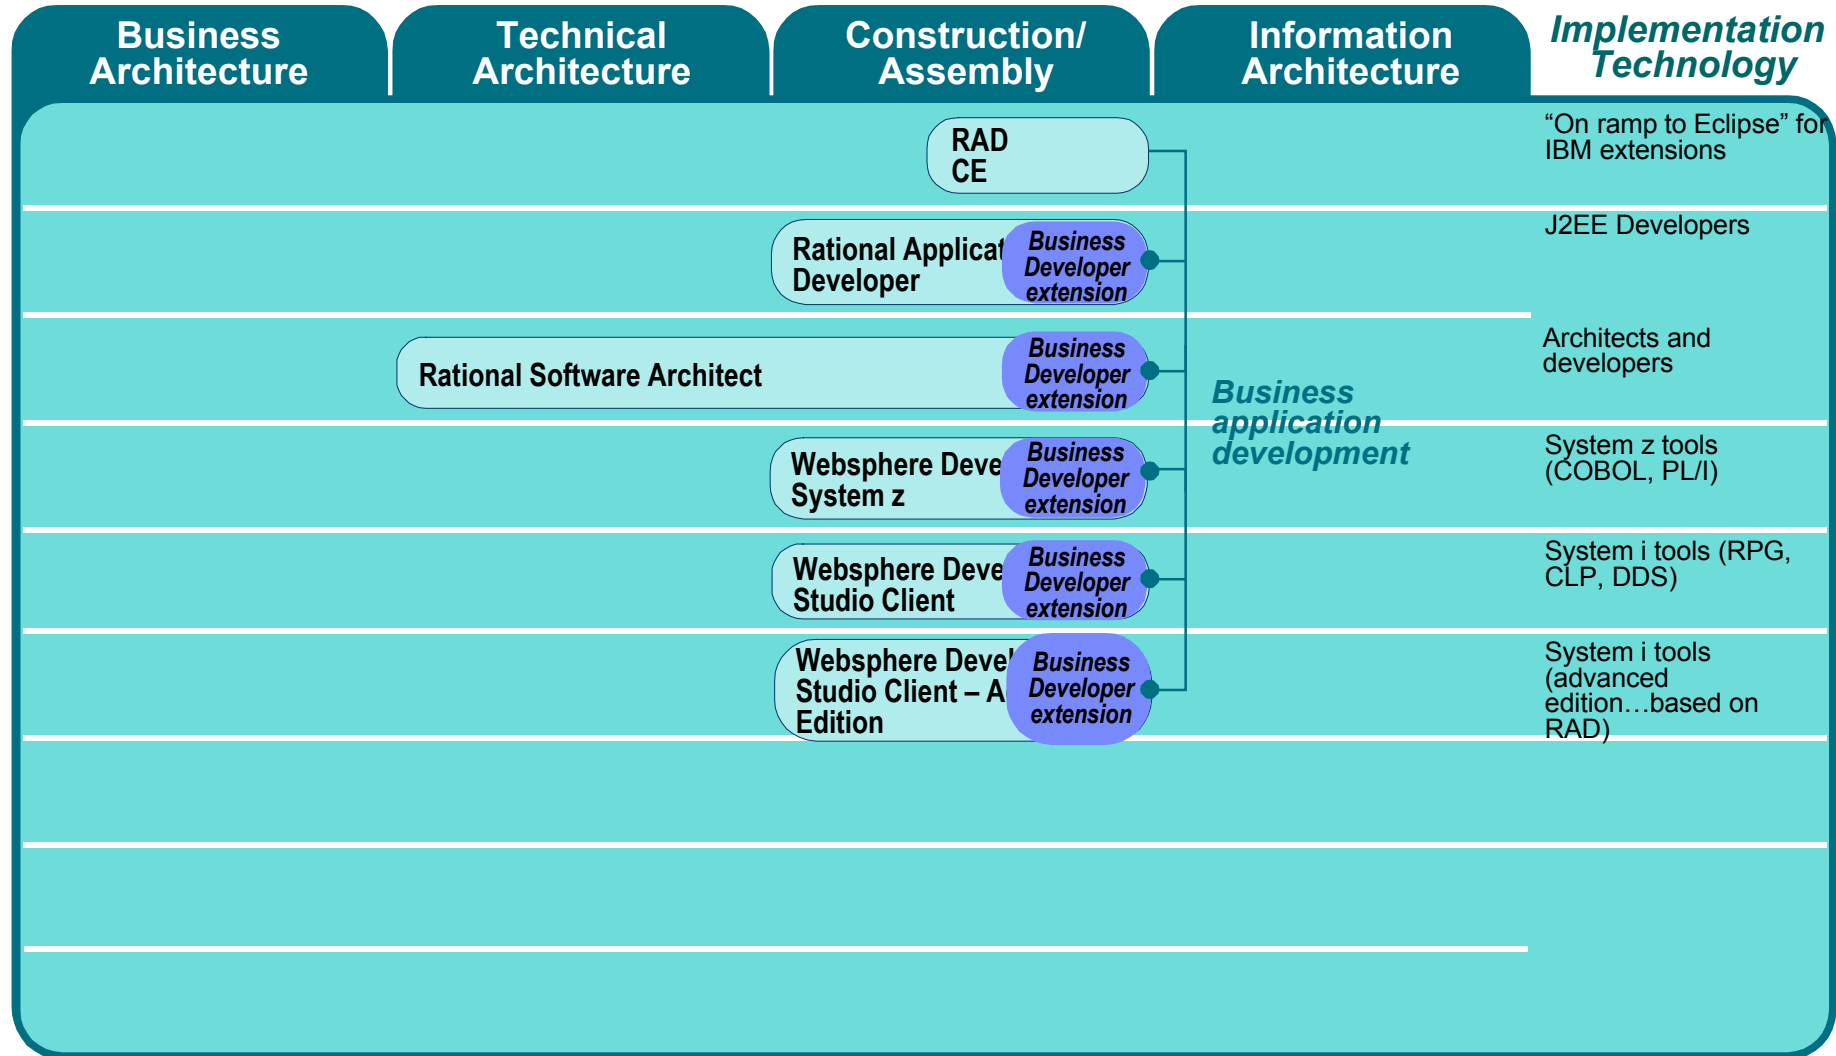 Business
Architecture
Technical
Architecture
Construction/
Assembly
Information
Architecture
Implementation
Technology
RAD
CE
“On ramp to Eclipse” for
IBM extensions
Rational Applicat
Developer
Business
Developer
extension
J2EE Developers
Rational Software Architect
Business
Developer
extension
Architects and
developers
Business
application
development
Websphere Deve
System z
Business
Developer
extension
System z tools
(COBOL, PL/I)
Websphere Deve
Studio Client
Business
Developer
extension
System i tools (RPG,
CLP, DDS)
Websphere Devel
Studio Client – A
Edition
Business
Developer
extension
System i tools
(advanced
edition…based on
RAD)